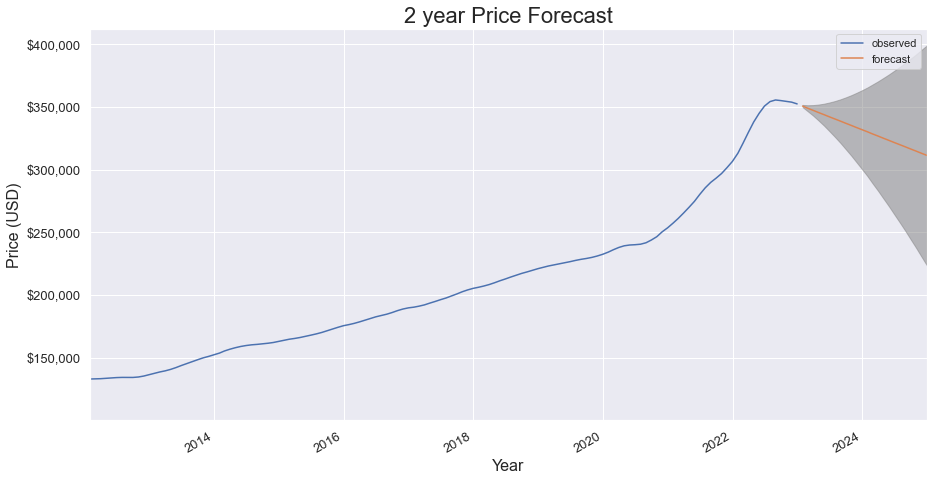 2 year Price Forecast
observed
forecast
$400,000
$350,000
$300,000
$250,000
$200,000
$150,000
Price (USD)
2014
2016
2018
2020
2022
2024
Year